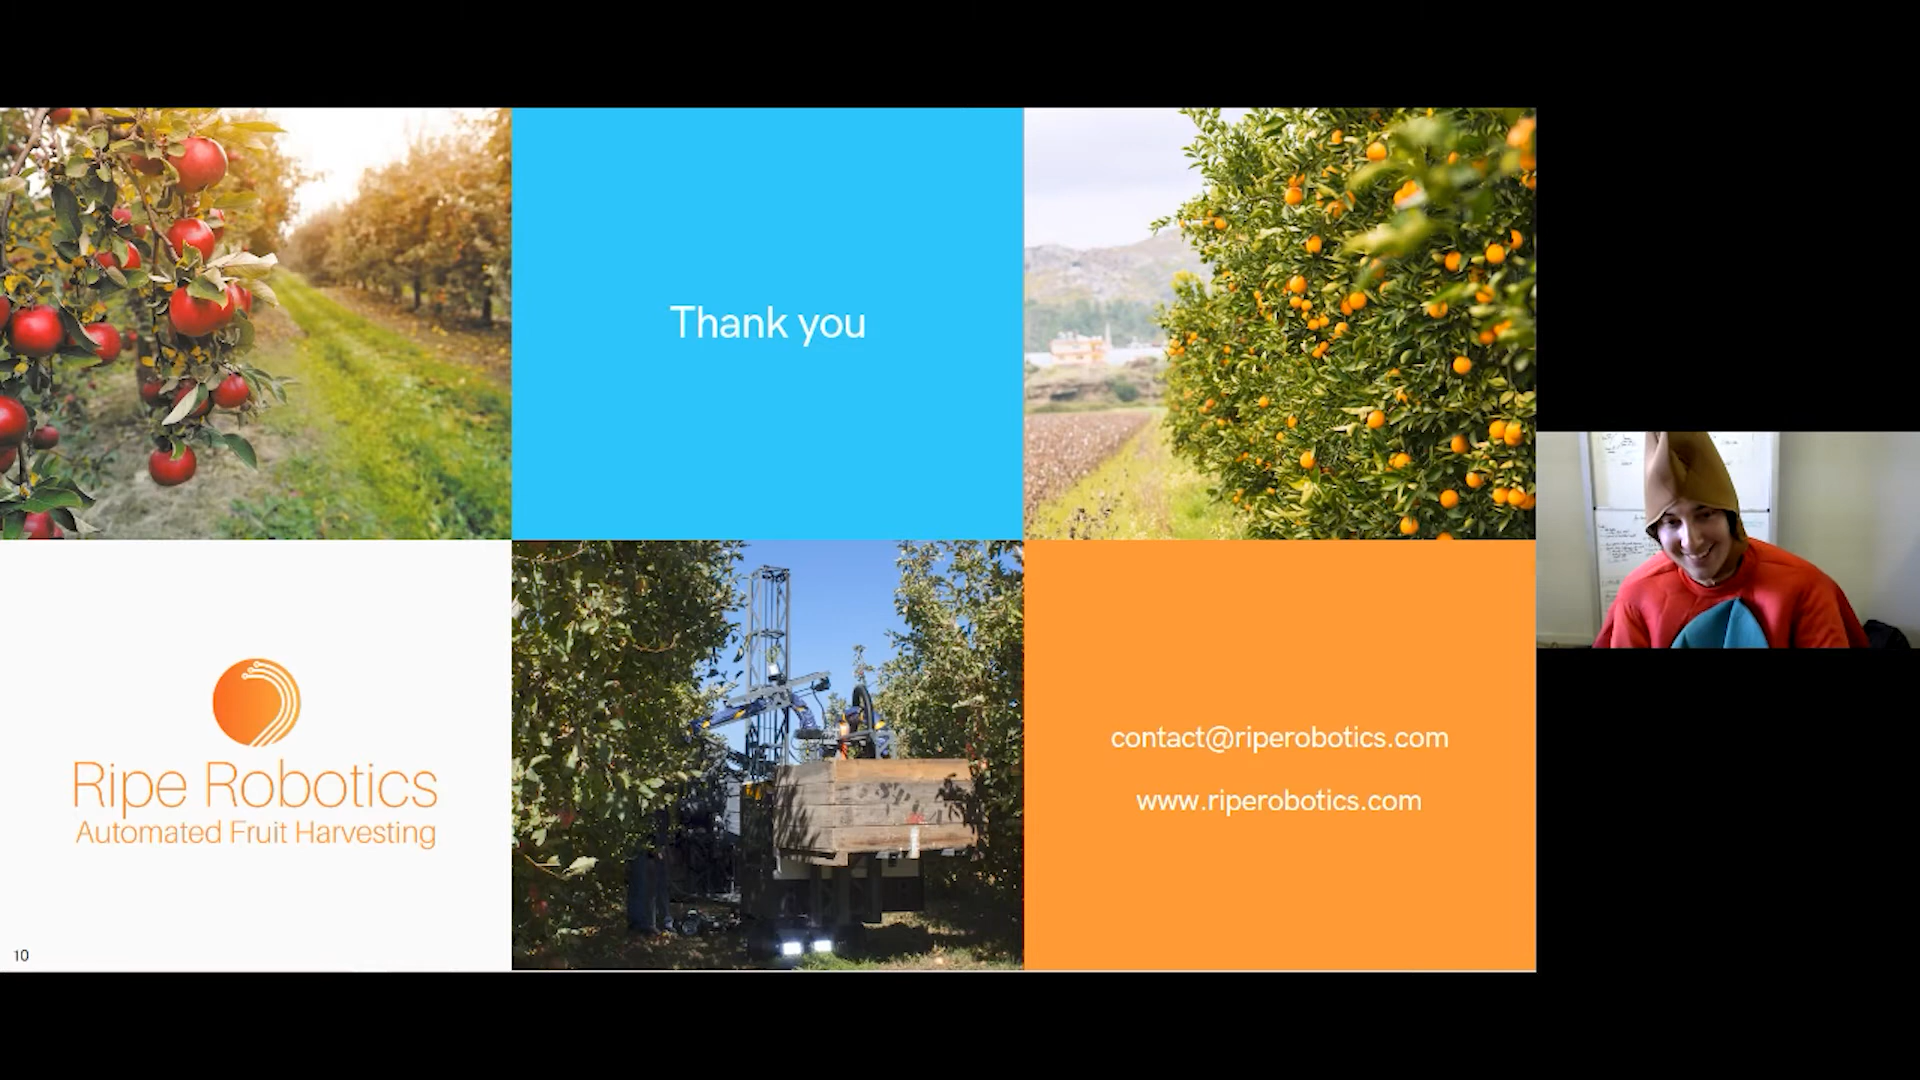 Thank you
Ripe Robotics
Automated Fruit Harvesting
contact@riperobotics.com
www.riperobotics.com
10